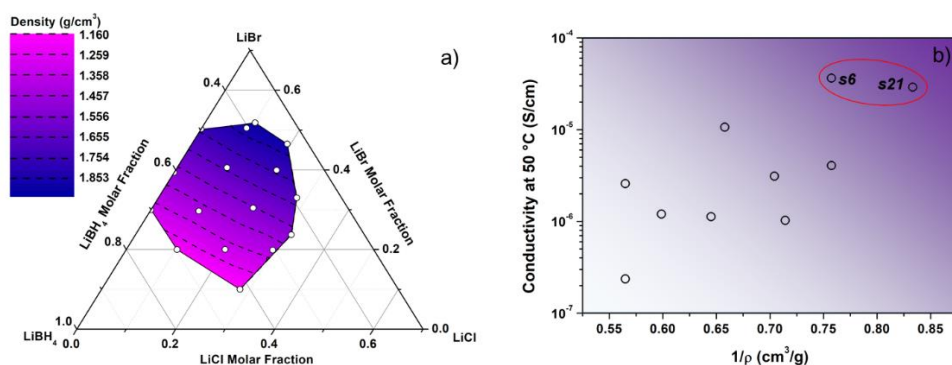 Density (g/cm³)
1.160
1.259
1.358
1.457
1.556
1.655
1.754
1.853
a)
LiBr
0.4
0.6
0.6
0.4
0.8
0.2
1.0
0.0
LiBH₄ Molar Fraction
LiBr Molar Fraction
LiBH₄
LiCl
0.0
0.2
0.4
0.6
LiCl Molar Fraction
b)
Conductivity at 50 °C (S/cm)
10⁻⁴
10⁻⁵
10⁻⁶
10⁻⁷
s6
s21
0.55
0.60
0.65
0.70
0.75
0.80
0.85
1/ρ (cm³/g)